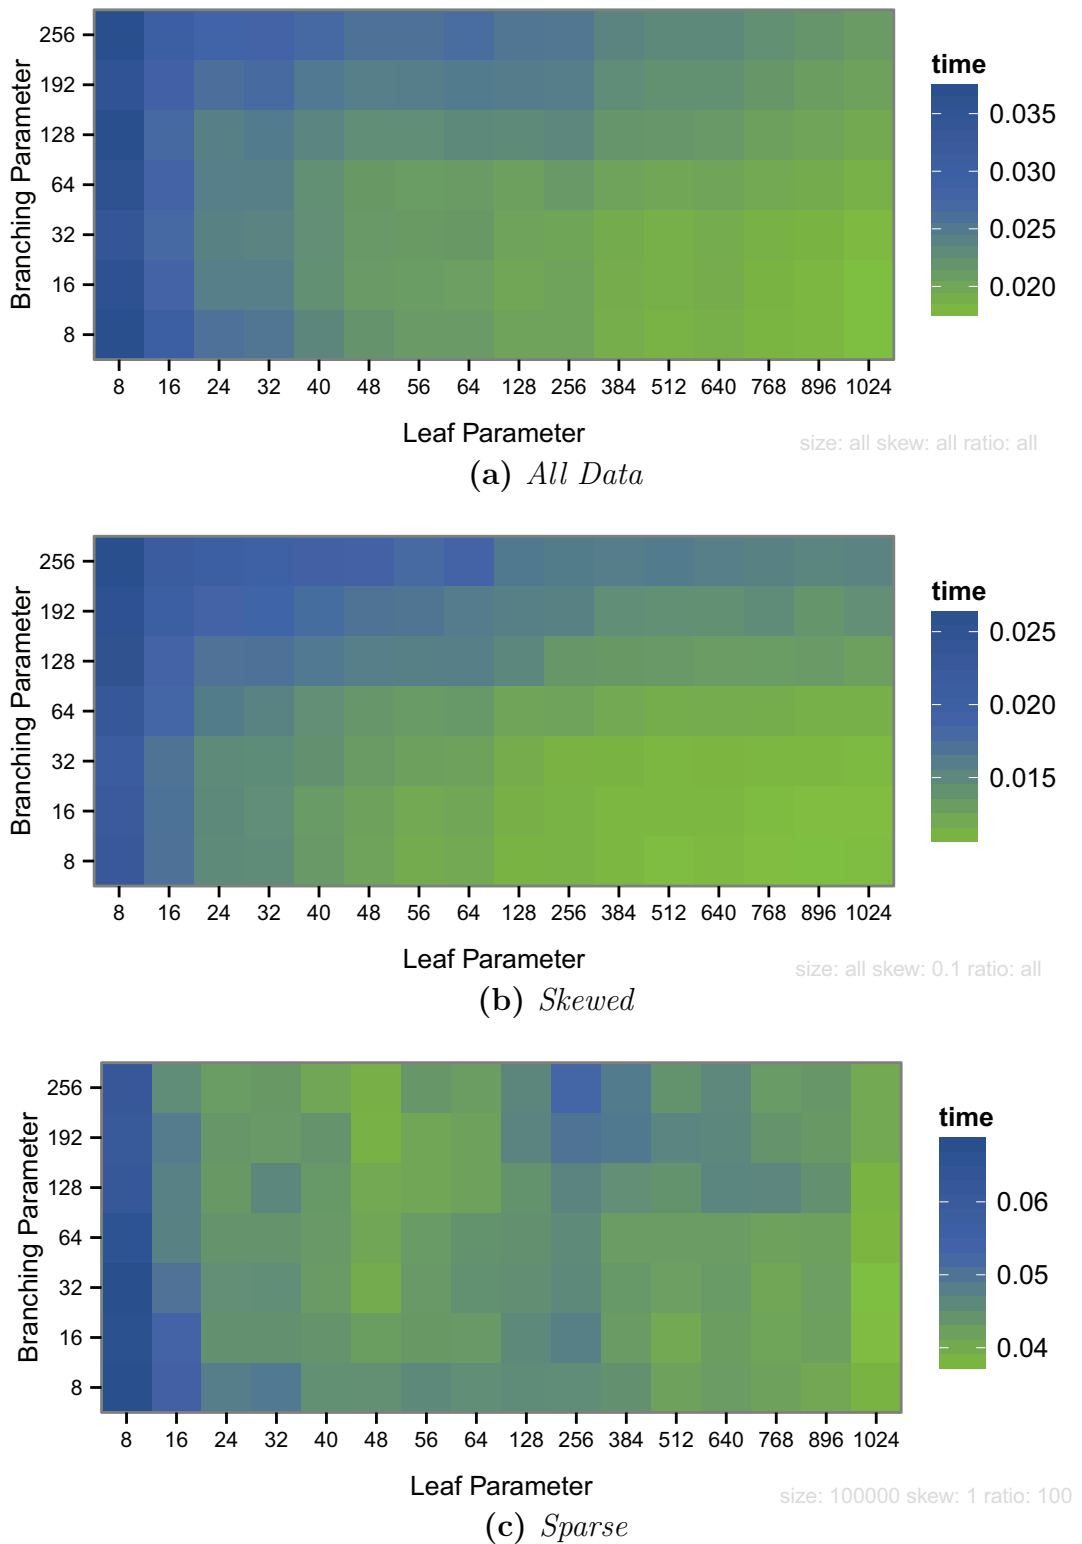 256
192
128
64
32
16
8
Branching Parameter
8 16 24 32 40 48 56 64 128 256 384 512 640 768 896 1024
Leaf Parameter
time
0.035
0.030
0.025
0.020
size: all skew: all ratio: all
(a) All Data
256
192
128
64
32
16
8
Branching Parameter
8 16 24 32 40 48 56 64 128 256 384 512 640 768 896 1024
Leaf Parameter
time
0.025
0.020
0.015
size: all skew: 0.1 ratio: all
(b) Skewed
256
192
128
64
32
16
8
Branching Parameter
8 16 24 32 40 48 56 64 128 256 384 512 640 768 896 1024
Leaf Parameter
time
0.06
0.05
0.04
size: 100000 skew: 1 ratio: 100
(c) Sparse